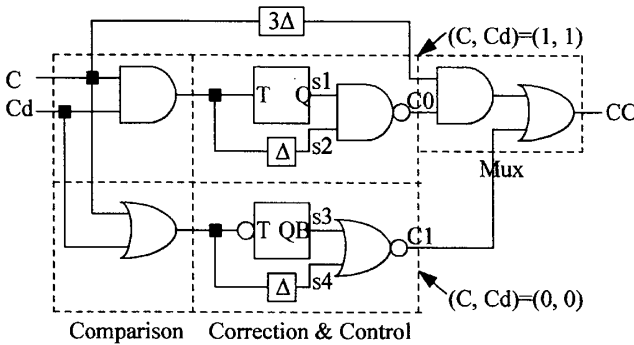 3Δ
(C, Cd)=(1, 1)
C
Cd
T
Q
s1
C0
Δ
s2
CC
Mux
T
QB
s3
C1
Δ
s4
(C, Cd)=(0, 0)
Comparison
Correction & Control